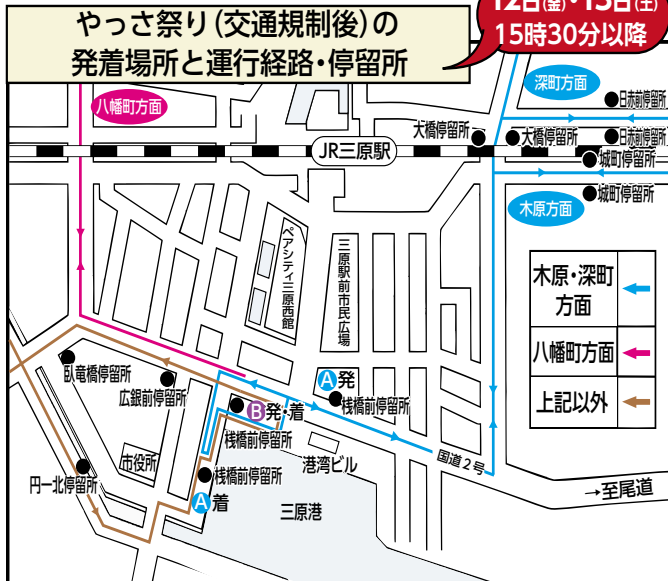 やっさ祭り(交通規制後)の
発着場所と運行経路・停留所
12日(金)・13日(土)
15時30分以降
八幡町方面
深町方面
日赤前停留所
大橋停留所
大橋停留所
日赤前停留所
JR三原駅
城町停留所
城町停留所
木原方面
ペアシティ三原西館
三原駅前市民広場
木原・深町
方面
八幡町方面
上記以外
臥竜橋停留所
広銀前停留所
A発
桟橋前停留所
B発・着
桟橋前停留所
市役所
港湾ビル
国道2号
円一北停留所
桟橋前停留所
A着
三原港
→至尾道